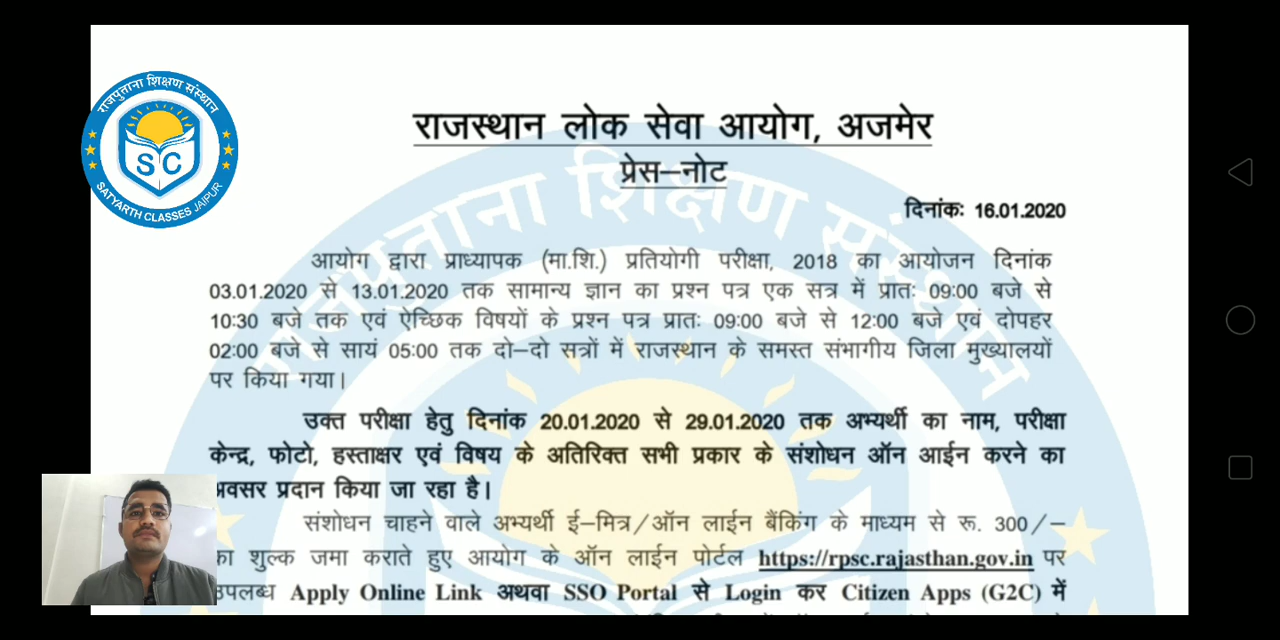 राजपुताना शिक्षण संस्थान
SC
SATYARTH CLASSES JAIPUR
राजस्थान लोक सेवा आयोग, अजमेर
प्रेस–नोट
दिनांकः 16.01.2020
आयोग द्वारा प्राध्यापक (मा.शि.) प्रतियोगी परीक्षा, 2018 का आयोजन दिनांक
03.01.2020 से 13.01.2020 तक सामान्य ज्ञान का प्रश्न पत्र एक सत्र में प्रातः 09:00 बजे से
10:30 बजे तक एवं ऐच्छिक विषयों के प्रश्न पत्र प्रातः 09:00 बजे से 12:00 बजे एवं दोपहर
02:00 बजे से सायं 05:00 तक दो–दो सत्रों में राजस्थान के समस्त संभागीय जिला मुख्यालयों
पर किया गया।
उक्त परीक्षा हेतु दिनांक 20.01.2020 से 29.01.2020 तक अभ्यर्थी का नाम, परीक्षा
केन्द्र, फोटो, हस्ताक्षर एवं विषय के अतिरिक्त सभी प्रकार के संशोधन ऑन आईन करने का
अवसर प्रदान किया जा रहा है।
संशोधन चाहने वाले अभ्यर्थी ई–मित्र/ऑन लाईन बैंकिंग के माध्यम से रू. 300/–
का शुल्क जमा कराते हुए आयोग के ऑन लाईन पोर्टल https://rpsc.rajasthan.gov.in पर
उपलब्ध Apply Online Link अथवा SSO Portal से Login कर Citizen Apps (G2C) में
राजपुताना शिक्षण संस्थान